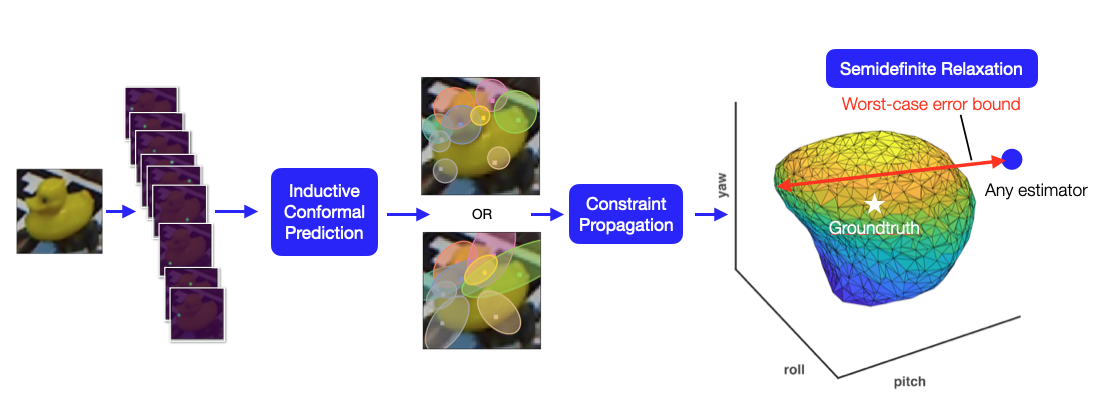 Inductive
Conformal
Prediction
OR
Constraint
Propagation
Semidefinite Relaxation
Worst-case error bound
Any estimator
Groundtruth
yaw
roll
pitch